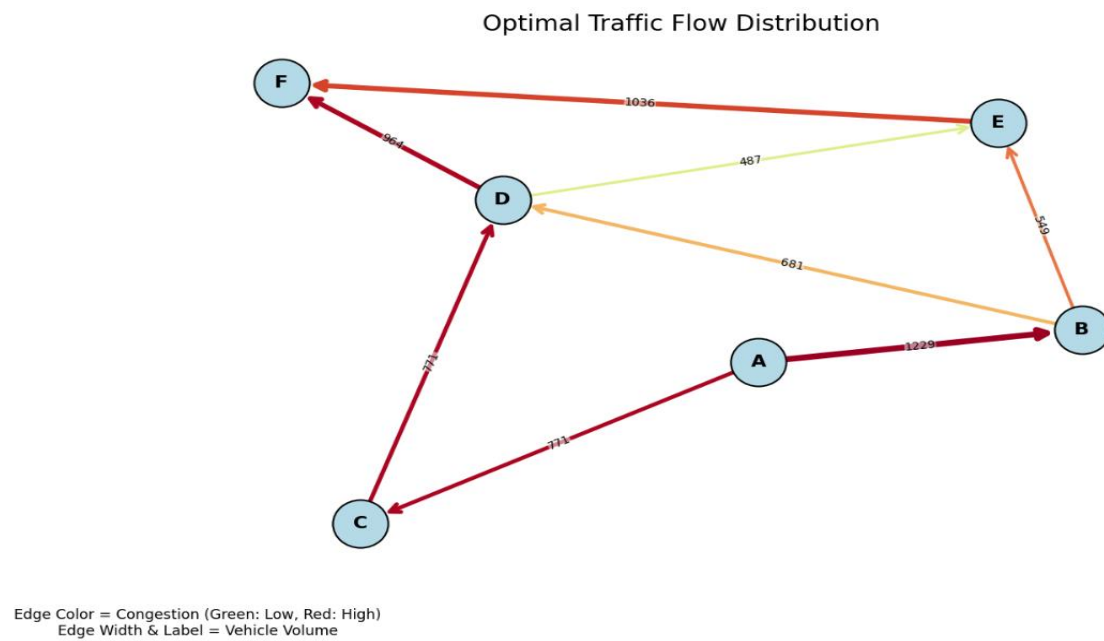 Optimal Traffic Flow Distribution
F
1036
E
964
487
D
549
681
B
1229
A
771
771
C
Edge Color = Congestion (Green: Low, Red: High)
Edge Width & Label = Vehicle Volume